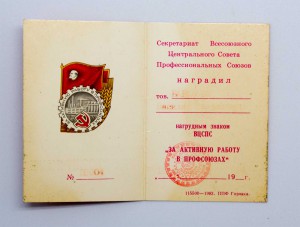 Секретариат Всесоюзного
Центрального Совета
Профессиональных Союзов
наградил
тов.
нагрудным знаком
ВЦСПС
"ЗА АКТИВНУЮ РАБОТУ
В ПРОФСОЮЗАХ"
№
19 г.